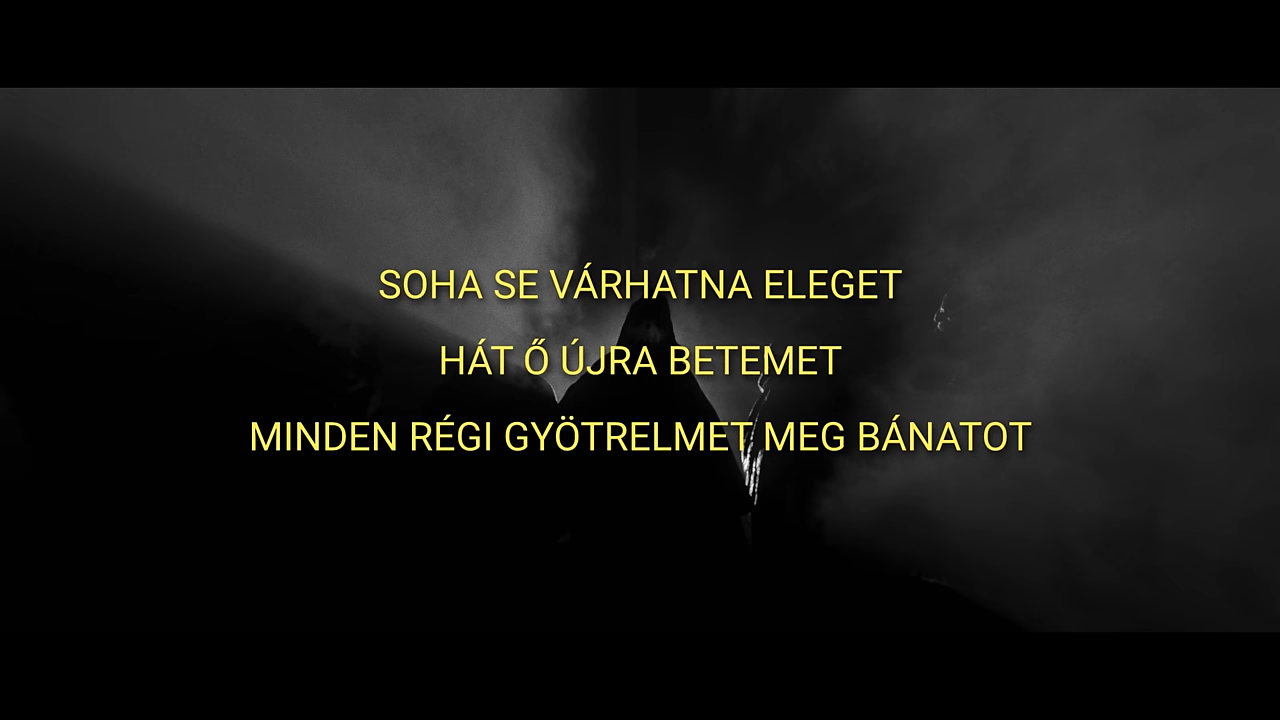 SOHA SE VÁRHATNA ELEGET
HÁT Ő ÚJRA BETEMET
MINDEN RÉGI GYÖTRELMET MEG BÁNATOT